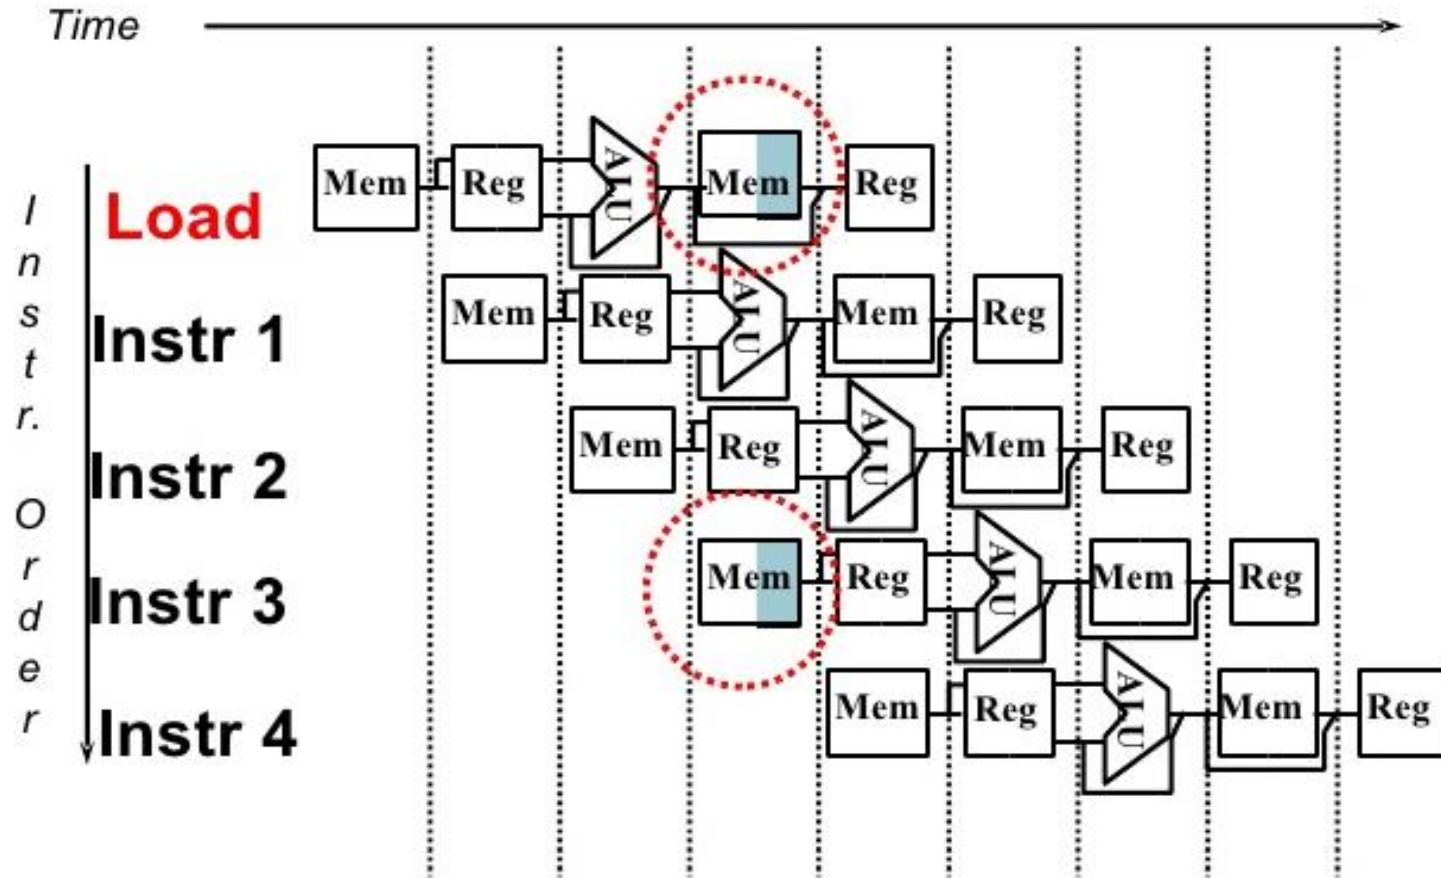 Time
Instr. Order
Load
Mem Reg ALU Mem Reg
Instr 1
Mem Reg ALU Mem Reg
Instr 2
Mem Reg ALU Mem Reg
Instr 3
Mem Reg ALU Mem Reg
Instr 4
Mem Reg ALU Mem Reg